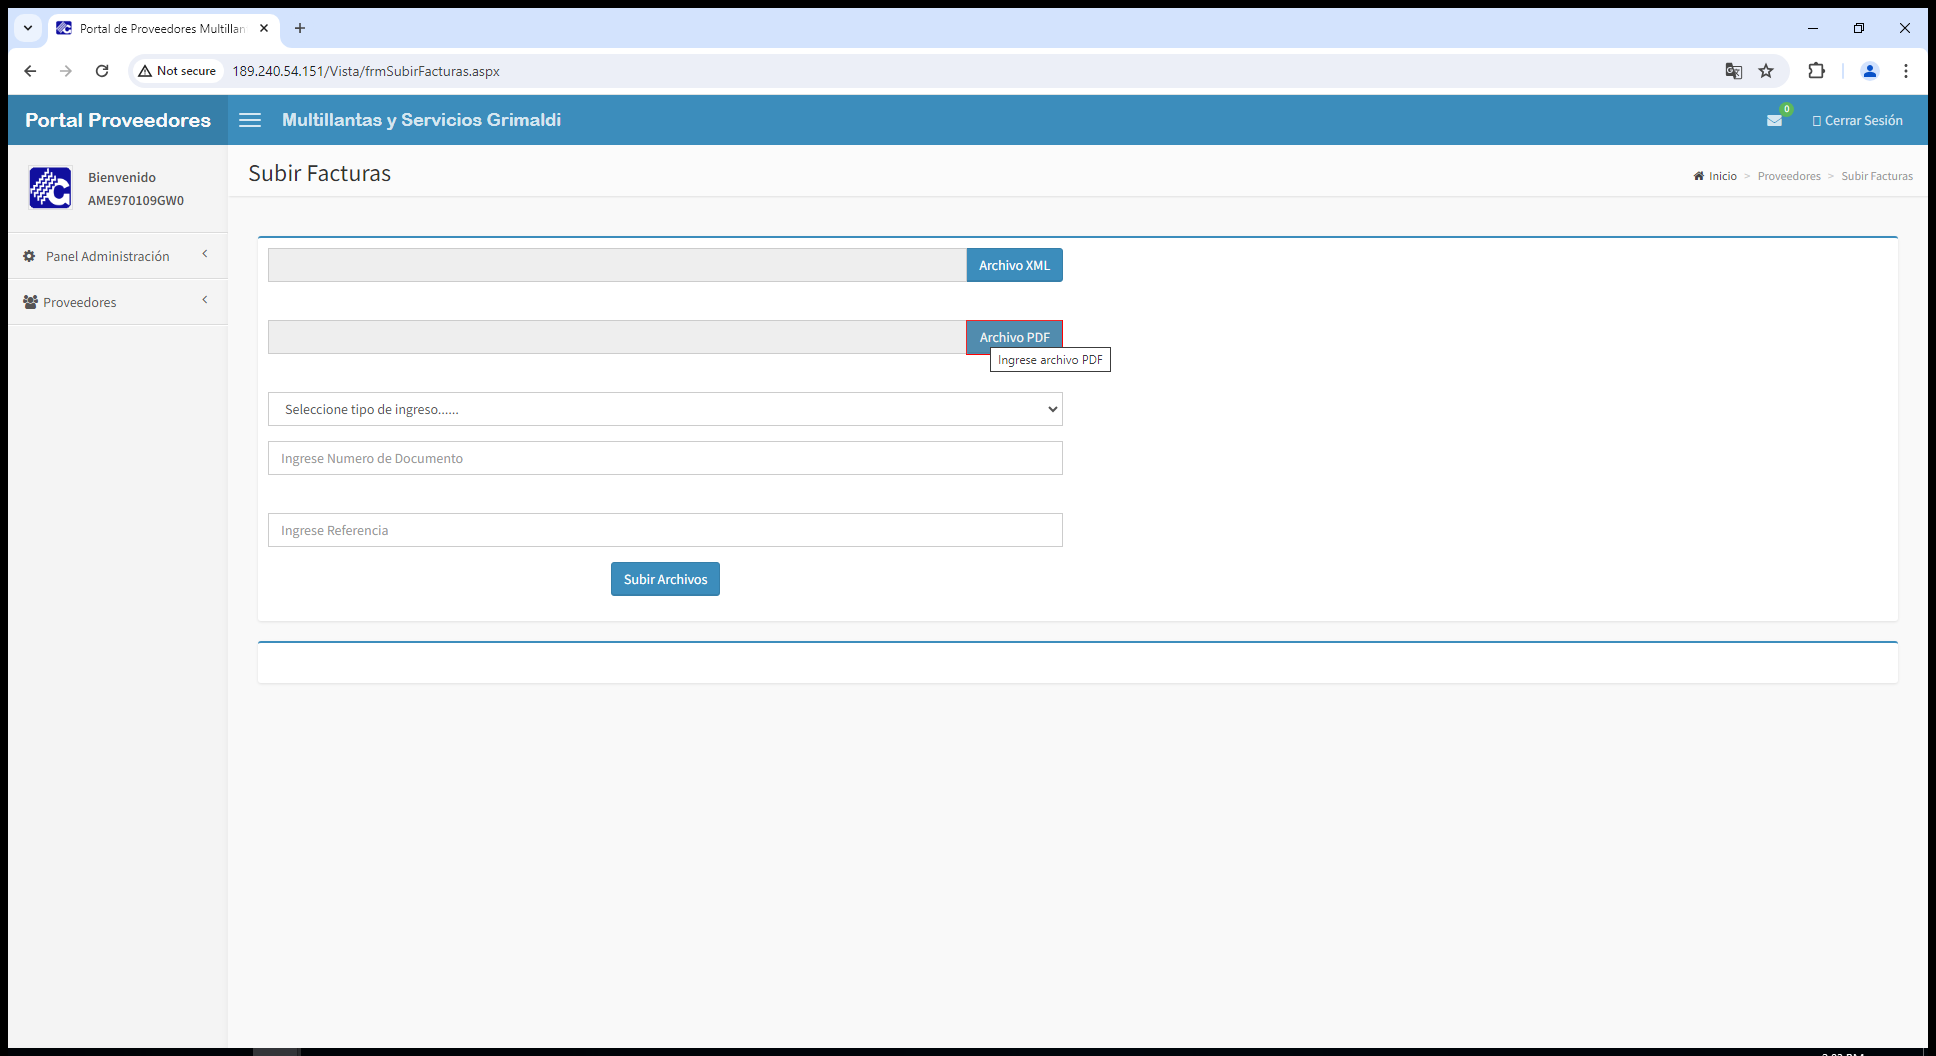 Portal de Proveedores Multillan
Not secure
189.240.54.151/Vista/frmSubirFacturas.aspx
Portal Proveedores
Multillantas y Servicios Grimaldi
0
Cerrar Sesión
Bienvenido
AME970109GW0
Panel Administración
Proveedores
Subir Facturas
Inicio > Proveedores > Subir Facturas
Archivo XML
Archivo PDF
Ingrese archivo PDF
Seleccione tipo de ingreso......
Ingrese Numero de Documento
Ingrese Referencia
Subir Archivos